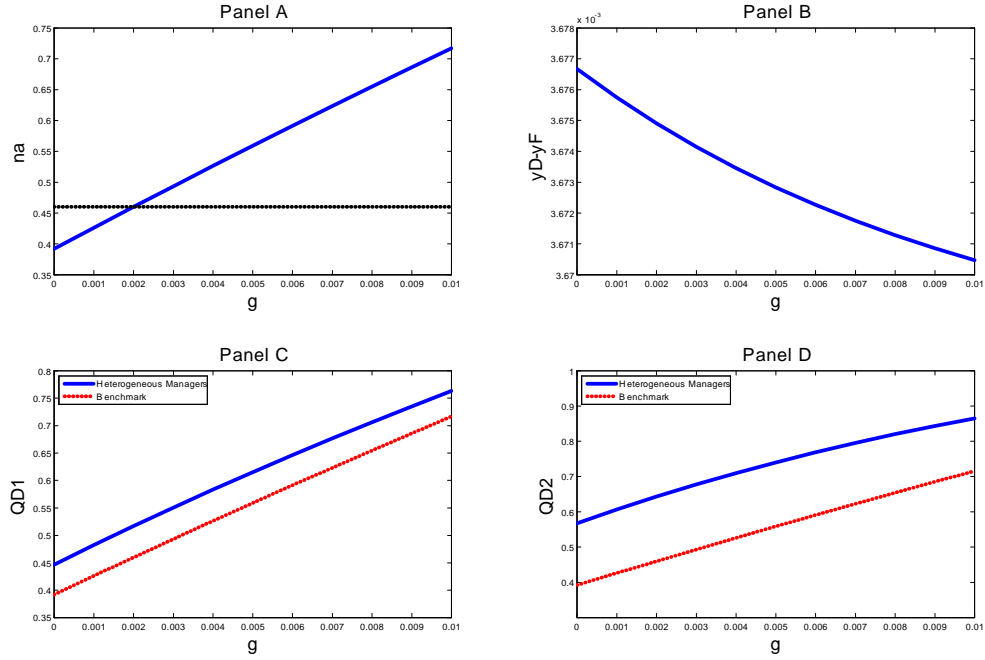 Panel A
na
0.75
0.7
0.65
0.6
0.55
0.5
0.45
0.4
0.35
0 0.001 0.002 0.003 0.004 0.005 0.006 0.007 0.008 0.009 0.01
g
Panel B
x 10⁻³
yD-yF
3.678
3.677
3.676
3.675
3.674
3.673
3.672
3.671
3.67
0 0.001 0.002 0.003 0.004 0.005 0.006 0.007 0.008 0.009 0.01
g
Panel C
Heterogeneous Managers
Benchmark
QD1
0.8
0.75
0.7
0.65
0.6
0.55
0.5
0.45
0.4
0.35
0 0.001 0.002 0.003 0.004 0.005 0.006 0.007 0.008 0.009 0.01
g
Panel D
Heterogeneous Managers
Benchmark
QD2
1
0.9
0.8
0.7
0.6
0.5
0.4
0 0.001 0.002 0.003 0.004 0.005 0.006 0.007 0.008 0.009 0.01
g